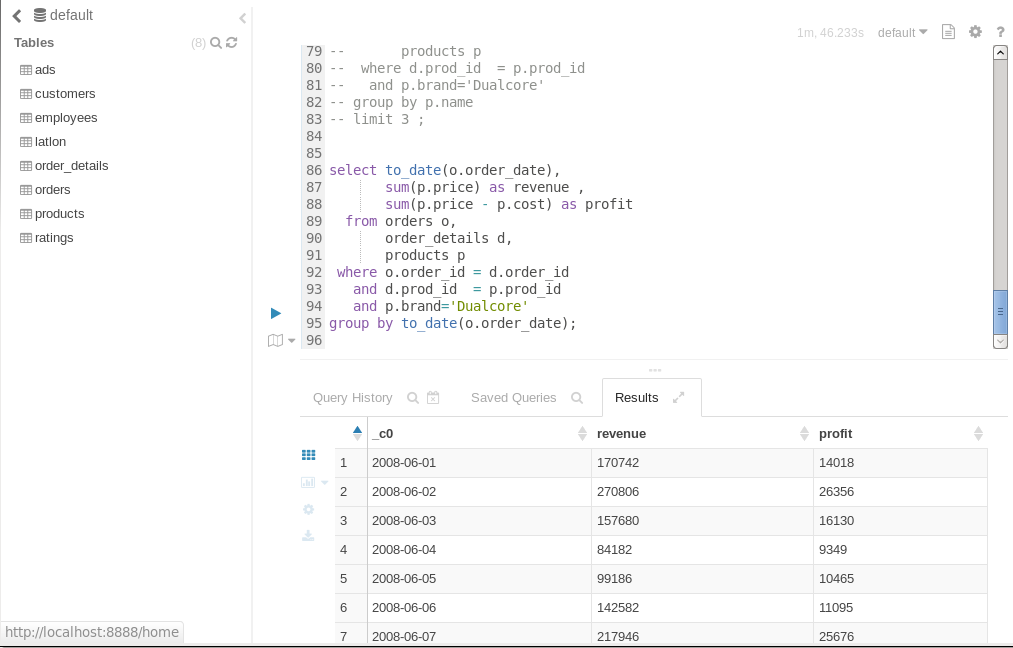 default
Tables
(8)
ads
customers
employees
latlon
order_details
orders
products
ratings
http://localhost:8888/home
1m, 46.233s
default
?
79 --       products p
80 --  where d.prod_id  = p.prod_id
81 --   and p.brand='Dualcore'
82 -- group by p.name
83 -- limit 3 ;
84
85
86 select to_date(o.order_date),
87        sum(p.price) as revenue ,
88        sum(p.price - p.cost) as profit
89   from orders o,
90        order_details d,
91        products p
92  where o.order_id = d.order_id
93    and d.prod_id  = p.prod_id
94    and p.brand='Dualcore'
95 group by to_date(o.order_date);
96
Query History Saved Queries Results
_c0 revenue profit
1 2008-06-01 170742 14018
2 2008-06-02 270806 26356
3 2008-06-03 157680 16130
4 2008-06-04 84182 9349
5 2008-06-05 99186 10465
6 2008-06-06 142582 11095
7 2008-06-07 217946 25676